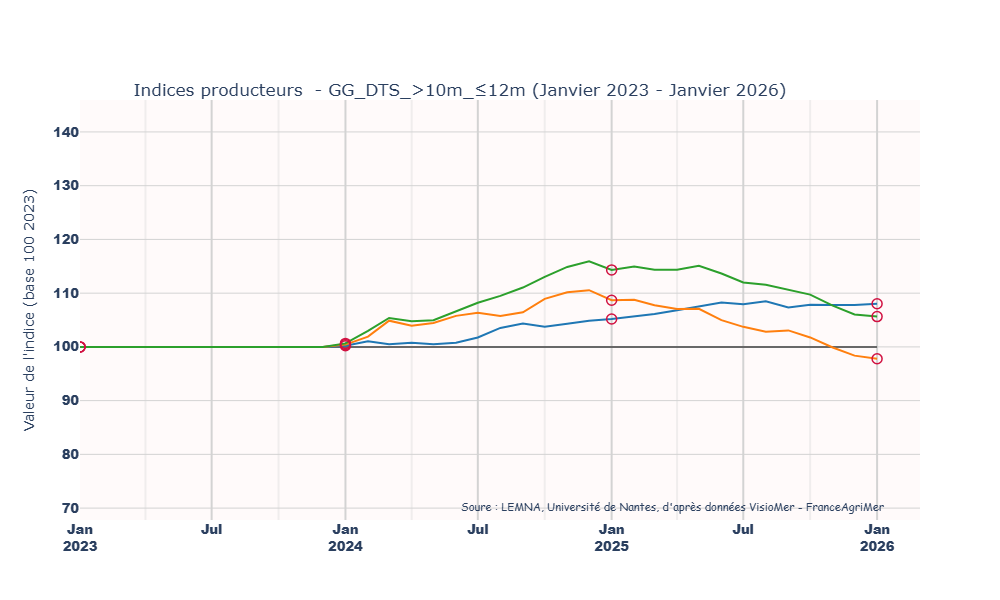 Indices producteurs - GG_DTS_>10m_≤12m (Janvier 2023 - Janvier 2026)
Valeur de l'indice (base 100 2023)
140
130
120
110
100
90
80
70
Soure : LEMNA, Université de Nantes, d'après données VisioMer - FranceAgriMer
Jan Jul Jan Jul Jan Jul Jan
2023 2024 2025 2026